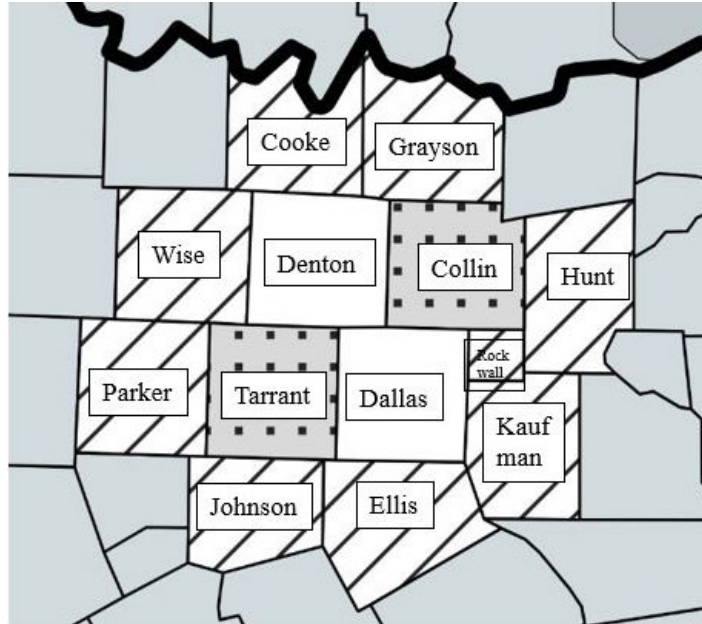 Cooke
Grayson
Wise
Denton
Collin
Hunt
Rock
wall
Parker
Tarrant
Dallas
Kauf
man
Johnson
Ellis